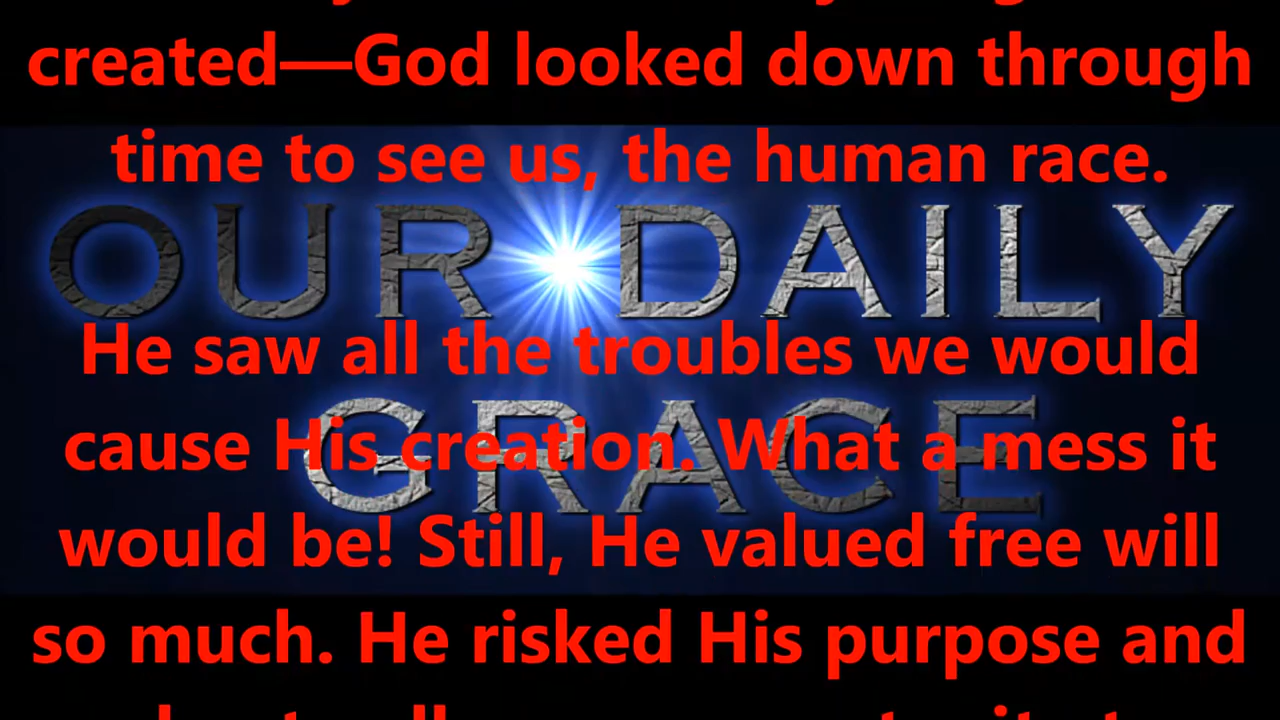 created—God looked down through
time to see us, the human race.
OUR DAILY
He saw all the troubles we would
GRACE
cause His creation. What a mess it
would be! Still, He valued free will
so much. He risked His purpose and